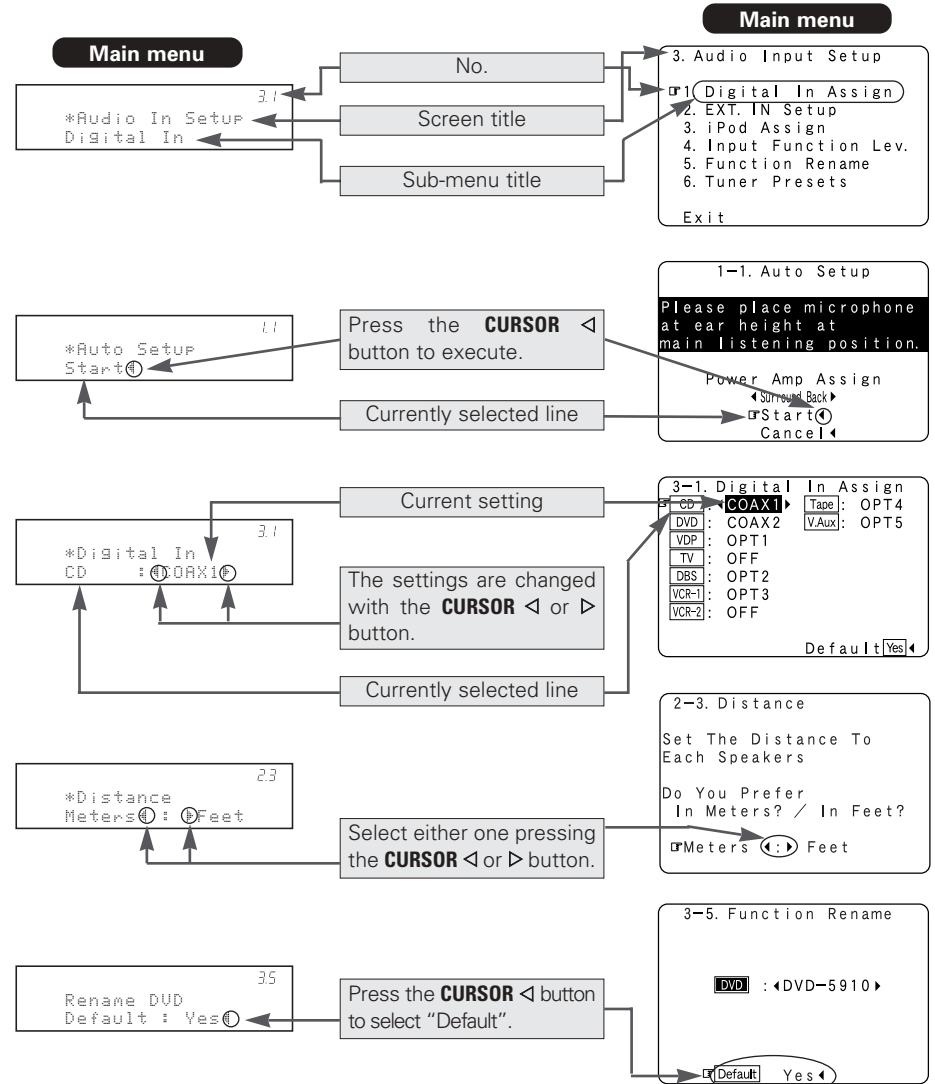 Main menu
3.1
*Audio In Setup
Digital In
No.
Screen title
Sub-menu title
Main menu
3. Audio Input Setup
☞1. Digital In Assign
2. EXT. IN Setup
3. iPod Assign
4. Input Function Lev.
5. Function Rename
6. Tuner Presets
Exit
1.1
*Auto Setup
Start◀
Press the CURSOR ◁
button to execute.
Currently selected line
1-1. Auto Setup
Please place microphone
at ear height at
main listening position.
Power Amp Assign
◀Surround Back▶
☞Start◀
Cancel◀
3.1
*Digital In
CD :◀COAX1▶
Current setting
The settings are changed
with the CURSOR ◁ or ▷
button.
Currently selected line
3-1. Digital In Assign
☞CD :◀COAX1▶ Tape: OPT4
DVD : COAX2 V.Aux: OPT5
VDP : OPT1
TV : OFF
DBS : OPT2
VCR-1: OPT3
VCR-2: OFF
Default Yes◀
2.3
*Distance
Meters◀: ▶Feet
Select either one pressing
the CURSOR ◁ or ▷ button.
2-3. Distance
Set The Distance To
Each Speakers
Do You Prefer
In Meters? / In Feet?
☞Meters ◀:▶ Feet
3.5
Rename DVD
Default : Yes◀
Press the CURSOR ◁ button
to select “Default”.
3-5. Function Rename
DVD :◀DVD-5910▶
☞Default Yes◀